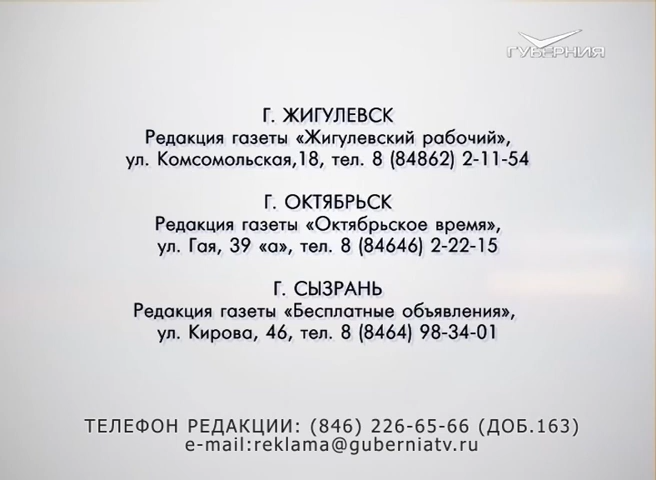 ГУБЕРНИЯ
Г. ЖИГУЛЕВСК
Редакция газеты «Жигулевский рабочий»,
ул. Комсомольская,18, тел. 8 (84862) 2-11-54
Г. ОКТЯБРЬСК
Редакция газеты «Октябрьское время»,
ул. Гая, 39 «а», тел. 8 (84646) 2-22-15
Г. СЫЗРАНЬ
Редакция газеты «Бесплатные объявления»,
ул. Кирова, 46, тел. 8 (8464) 98-34-01
ТЕЛЕФОН РЕДАКЦИИ: (846) 226-65-66 (ДОБ.163)
e-mail:reklama@guberniatv.ru